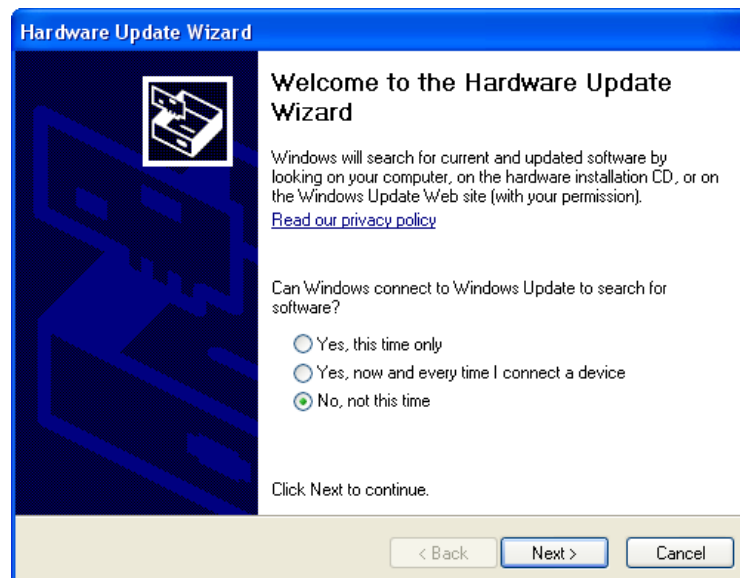 Hardware Update Wizard
Welcome to the Hardware Update
Wizard
Windows will search for current and updated software by
looking on your computer, on the hardware installation CD, or on
the Windows Update Web site (with your permission).
Read our privacy policy
Can Windows connect to Windows Update to search for
software?
Yes, this time only
Yes, now and every time I connect a device
No, not this time
Click Next to continue.
< Back Next > Cancel